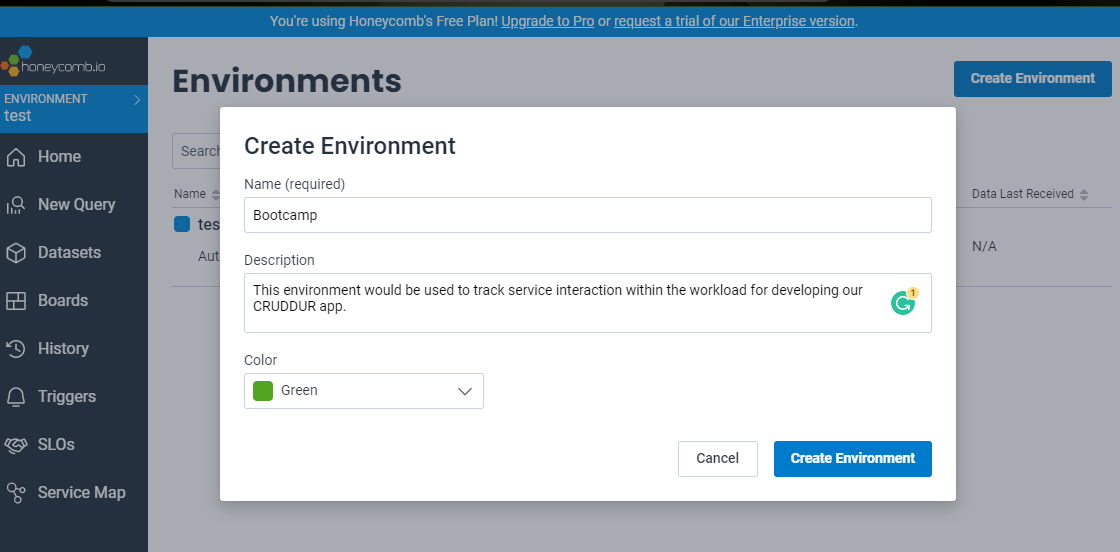 You're using Honeycomb's Free Plan! Upgrade to Pro or request a trial of our Enterprise version.
honeycomb.io
ENVIRONMENT
test
Home
New Query
Datasets
Boards
History
Triggers
SLOs
Service Map
Environments
Create Environment
Search
Name
Data Last Received
tes
Aut
N/A
Create Environment
Name (required)
Bootcamp
Description
This environment would be used to track service interaction within the workload for developing our
CRUDDUR app.
1
Color
Green
Cancel
Create Environment